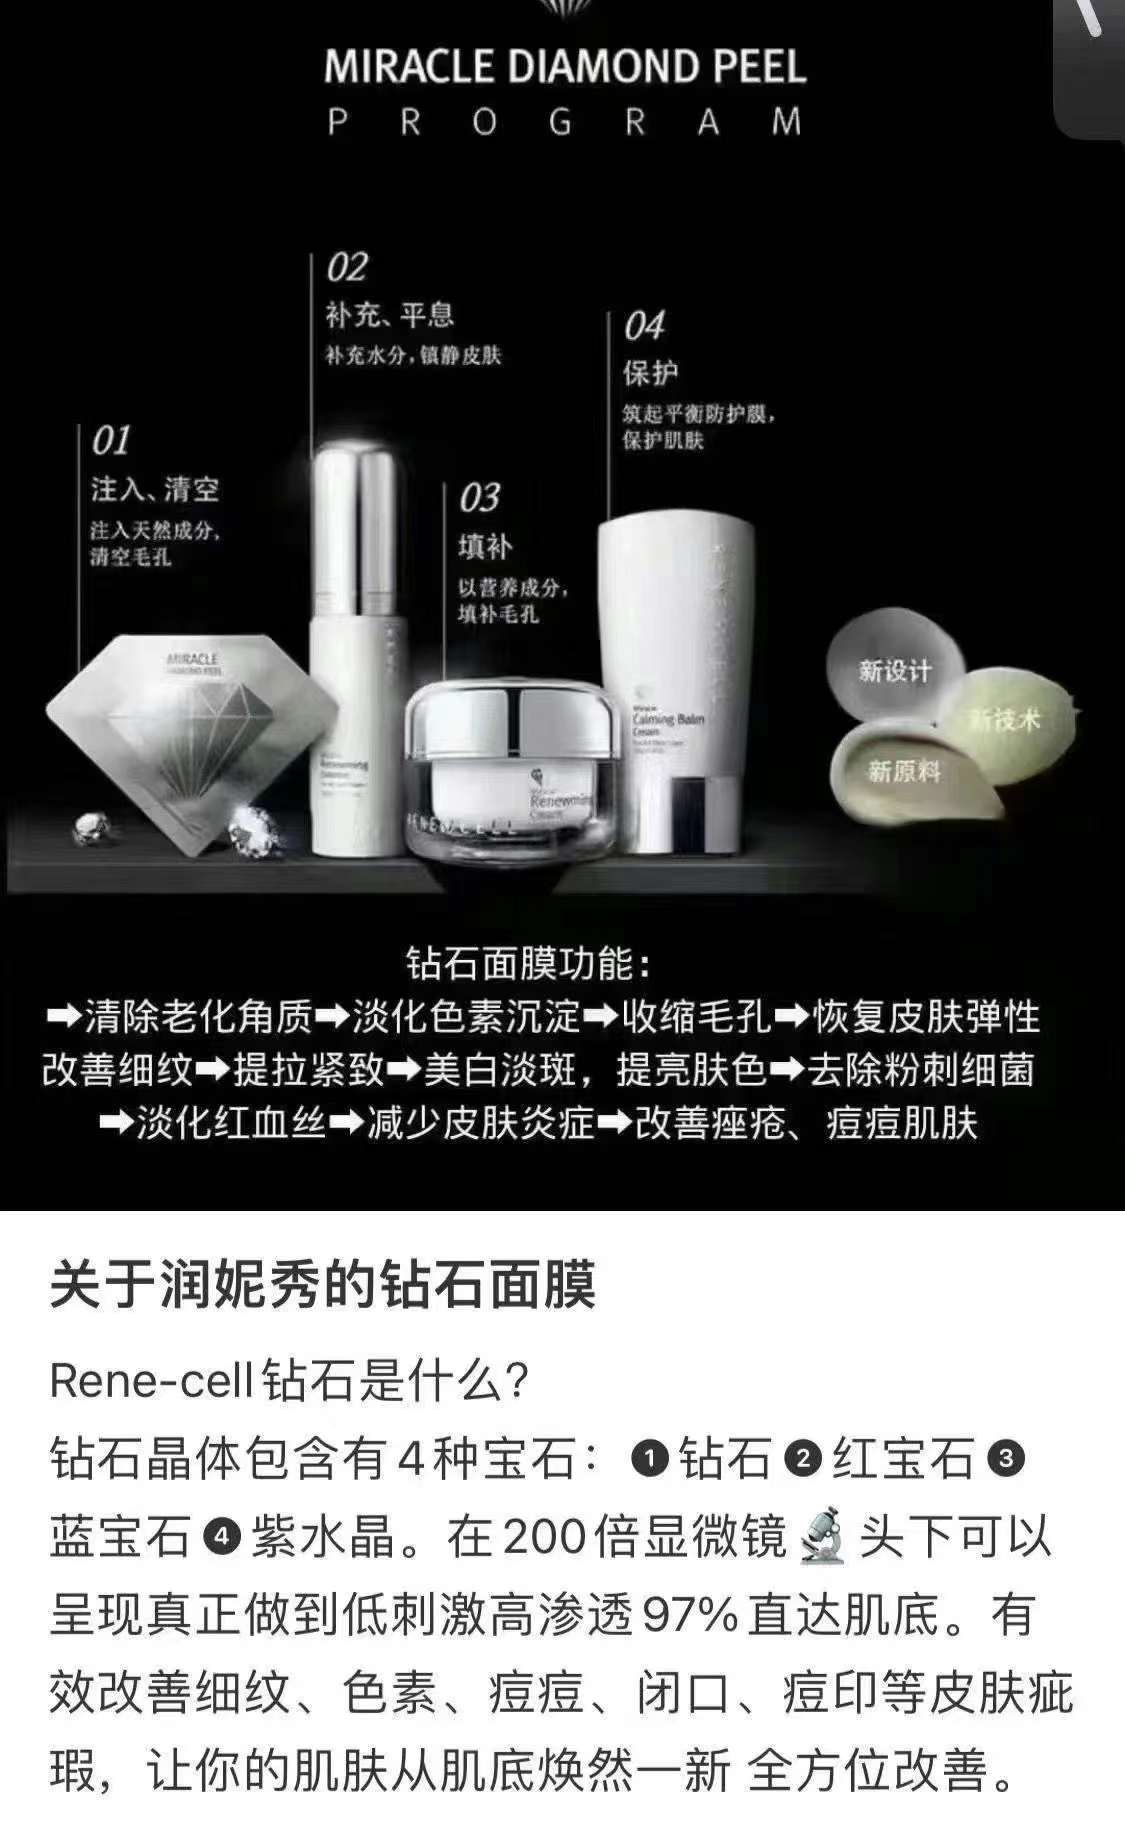 MIRACLE DIAMOND PEEL
PROGRAM
02
补充、平息
补充水分,镇静皮肤
04
保护
筑起平衡防护膜,
保护肌肤
01
注入、清空
注入天然成分,
清空毛孔
03
填补
以营养成分,
填补毛孔
MIRACLE
DIAMOND PEEL
Renewming
Calming Balm
Cream
Renewming
Cream
RENEWCELL
新设计
新技术
新原料
钻石面膜功能:
➡清除老化角质➡淡化色素沉淀➡收缩毛孔➡恢复皮肤弹性
改善细纹➡提拉紧致➡美白淡斑，提亮肤色➡去除粉刺细菌
➡淡化红血丝➡减少皮肤炎症➡改善痤疮、痘痘肌肤
关于润妮秀的钻石面膜
Rene-cell钻石是什么?
钻石晶体包含有4种宝石：❶钻石❷红宝石❸
蓝宝石❹紫水晶。在200倍显微镜🔬头下可以
呈现真正做到低刺激高渗透97%直达肌底。有
效改善细纹、色素、痘痘、闭口、痘印等皮肤疵
瑕，让你的肌肤从肌底焕然一新 全方位改善。